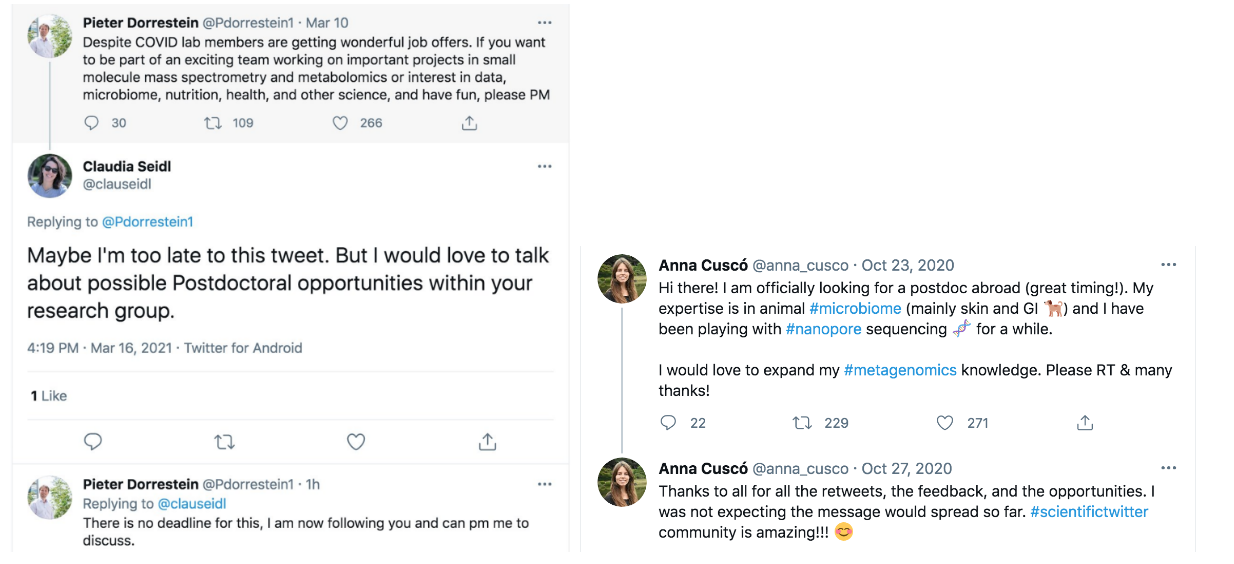 Pieter Dorrestein @Pdorrestein1 · Mar 10
Despite COVID lab members are getting wonderful job offers. If you want
to be part of an exciting team working on important projects in small
molecule mass spectrometry and metabolomics or interest in data,
microbiome, nutrition, health, and other science, and have fun, please PM
30 109 266
Claudia Seidl
@clauseidl
Replying to @Pdorrestein1
Maybe I'm too late to this tweet. But I would love to talk
about possible Postdoctoral opportunities within your
research group.
4:19 PM · Mar 16, 2021 · Twitter for Android
1 Like
Pieter Dorrestein @Pdorrestein1 · 1h
Replying to @clauseidl
There is no deadline for this, I am now following you and can pm me to
discuss.
Anna Cuscó @anna_cusco · Oct 23, 2020
Hi there! I am officially looking for a postdoc abroad (great timing!). My
expertise is in animal #microbiome (mainly skin and GI 🐕) and I have
been playing with #nanopore sequencing 🧬 for a while.
I would love to expand my #metagenomics knowledge. Please RT & many
thanks!
22 229 271
Anna Cuscó @anna_cusco · Oct 27, 2020
Thanks to all for all the retweets, the feedback, and the opportunities. I
was not expecting the message would spread so far. #scientifictwitter
community is amazing!!! 😊